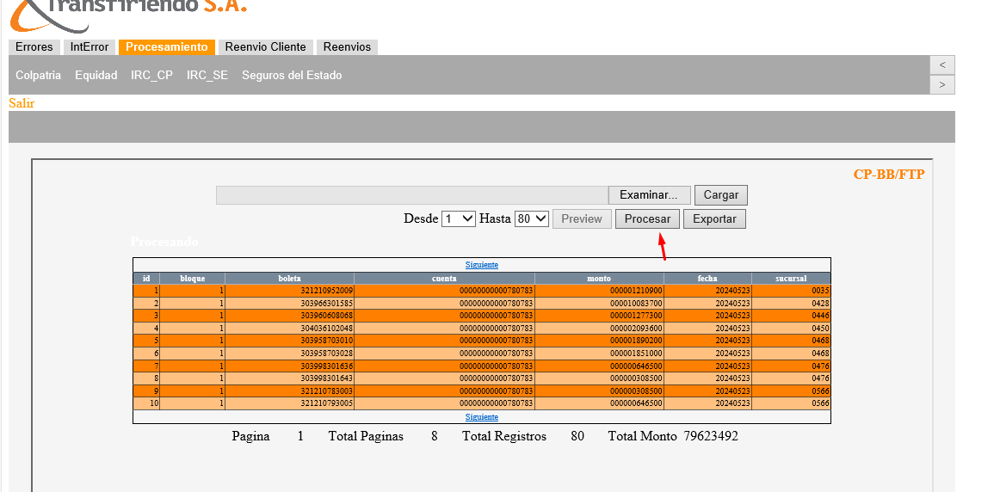 Transfiriendo S.A.
Errores IntError Procesamiento Reenvio Cliente Reenvios
Colpatria Equidad IRC_CP IRC_SE Seguros del Estado
<
>
Salir
CP-BB/FTP
Examinar... Cargar
Desde 1 Hasta 80 Preview Procesar Exportar
Procesando
Siguiente
id bloque boleta cuenta monto fecha sucursal
1 1 321210952009 00000000000780783 000001210900 20240523 0035
2 1 303966301585 00000000000780783 000010083700 20240523 0428
3 1 303960608068 00000000000780783 000001277300 20240523 0446
4 1 304036102048 00000000000780783 000002093600 20240523 0450
5 1 303958703010 00000000000780783 000001890200 20240523 0468
6 1 303958703028 00000000000780783 000001851000 20240523 0468
7 1 303998301636 00000000000780783 000000646500 20240523 0476
8 1 303998301643 00000000000780783 000000308500 20240523 0476
9 1 321210783003 00000000000780783 000000308500 20240523 0566
10 1 321210793005 00000000000780783 000000646500 20240523 0566
Siguiente
Pagina 1 Total Paginas 8 Total Registros 80 Total Monto 79623492